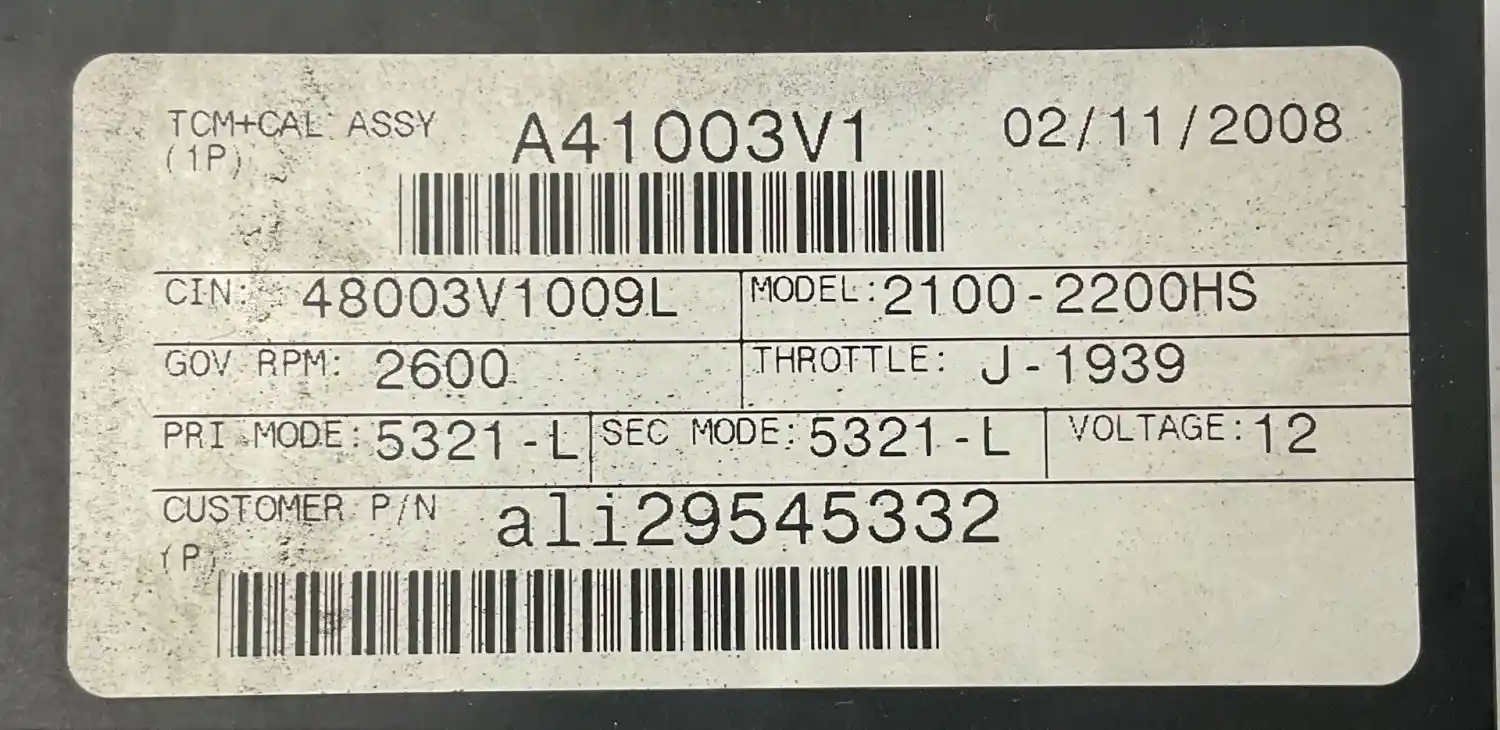 TCM+CAL ASSY A41003V1 02/11/2008
(1P)
CIN: 48003V1009L MODEL: 2100-2200HS
GOV RPM: 2600 THROTTLE: J-1939
PRI MODE: 5321-L SEC MODE: 5321-L VOLTAGE: 12
CUSTOMER P/N ali29545332
(P)